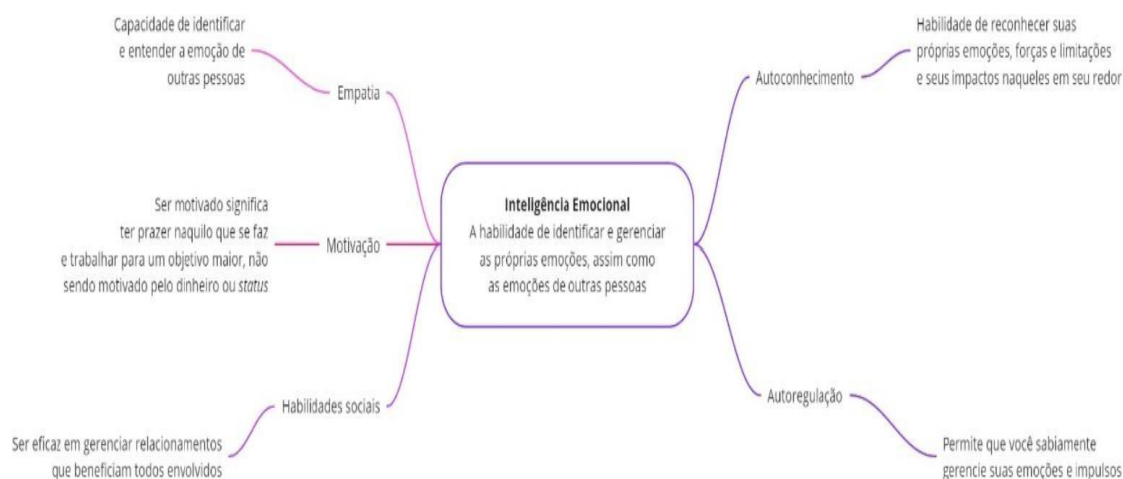 Inteligência Emocional
A habilidade de identificar e gerenciar
as próprias emoções, assim como
as emoções de outras pessoas
Empatia
Capacidade de identificar
e entender a emoção de
outras pessoas
Motivação
Ser motivado significa
ter prazer naquilo que se faz
e trabalhar para um objetivo maior, não
sendo motivado pelo dinheiro ou status
Habilidades sociais
Ser eficaz em gerenciar relacionamentos
que beneficiam todos envolvidos
Autoconhecimento
Habilidade de reconhecer suas
próprias emoções, forças e limitações
e seus impactos naqueles em seu redor
Autoregulação
Permite que você sabiamente
gerencie suas emoções e impulsos